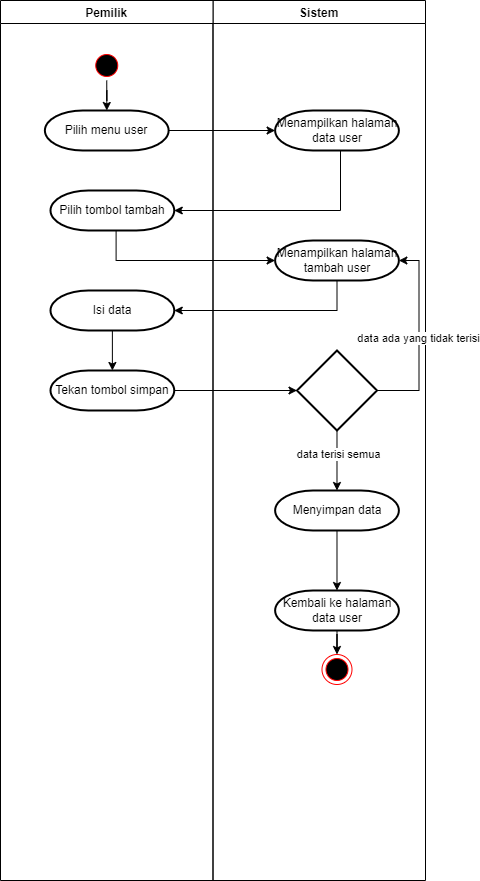 Pemilik
Sistem
Pilih menu user
Menampilkan halaman
data user
Pilih tombol tambah
Menampilkan halaman
tambah user
Isi data
data ada yang tidak terisi
Tekan tombol simpan
data terisi semua
Menyimpan data
Kembali ke halaman
data user